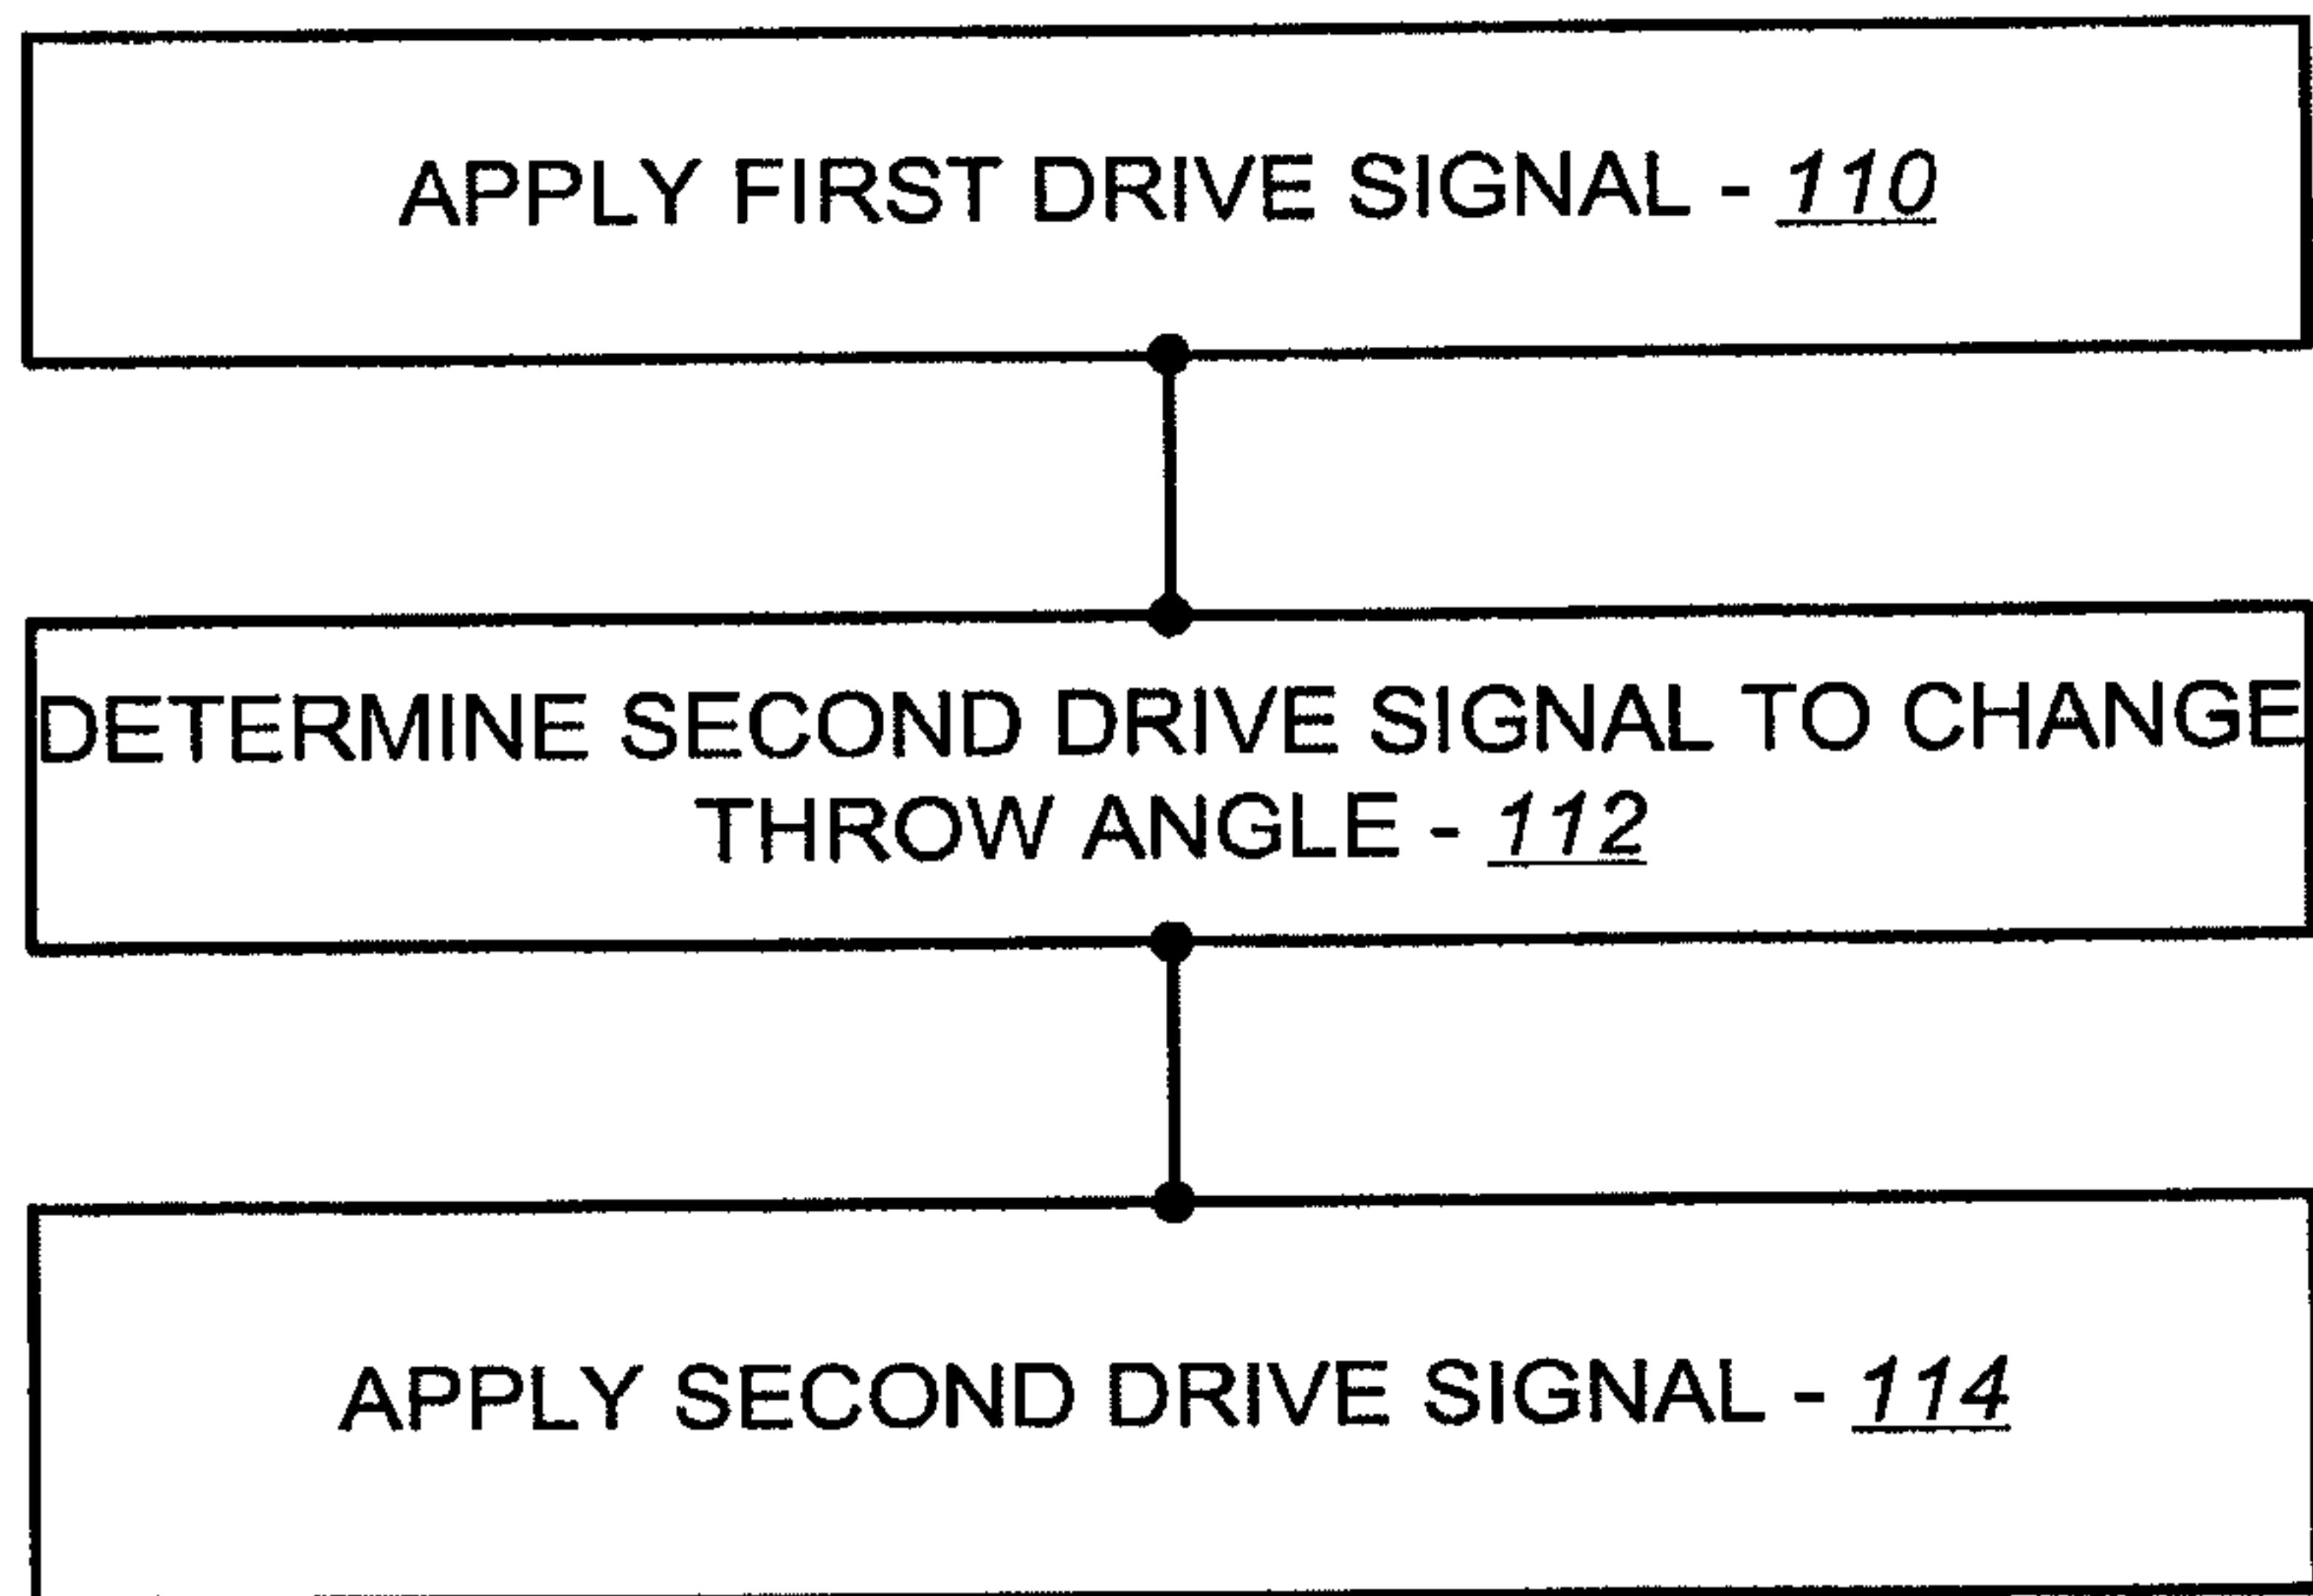 APPLY FIRST DRIVE SIGNAL - 110
DETERMINE SECOND DRIVE SIGNAL TO CHANGE
THROW ANGLE - 112
APPLY SECOND DRIVE SIGNAL - 114